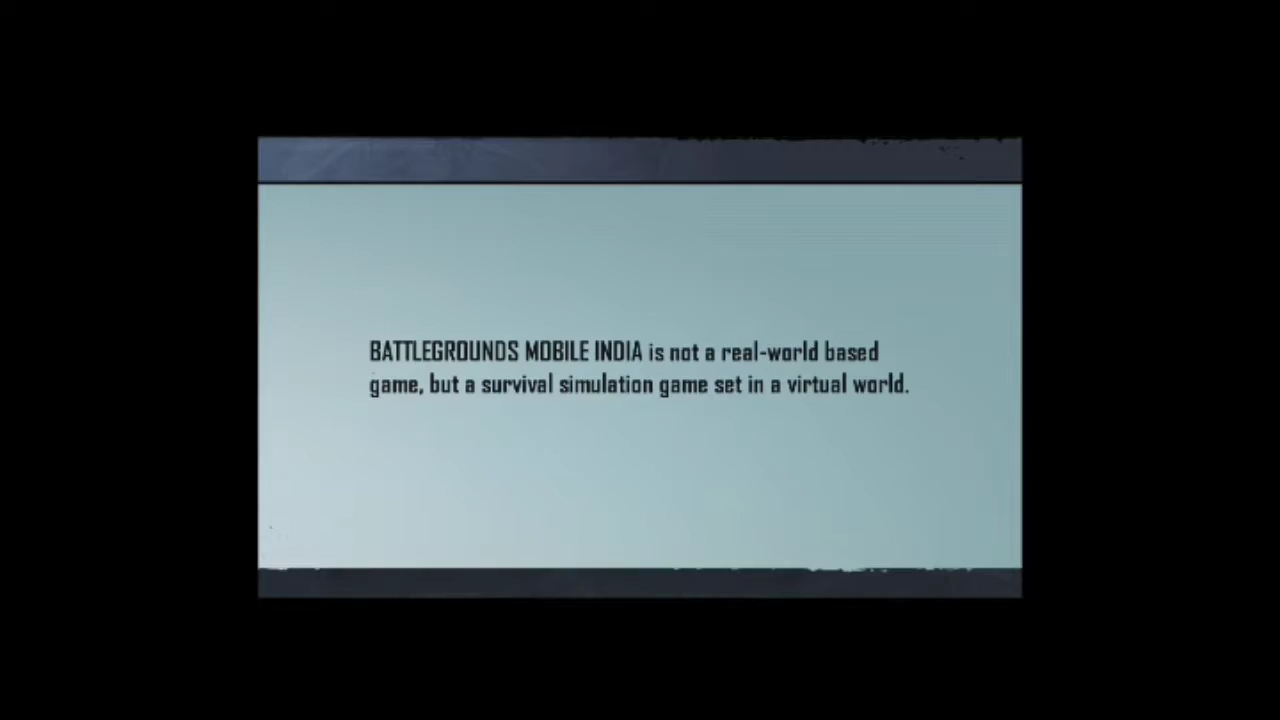 BATTLEGROUNDS MOBILE INDIA is not a real-world based
game, but a survival simulation game set in a virtual world.